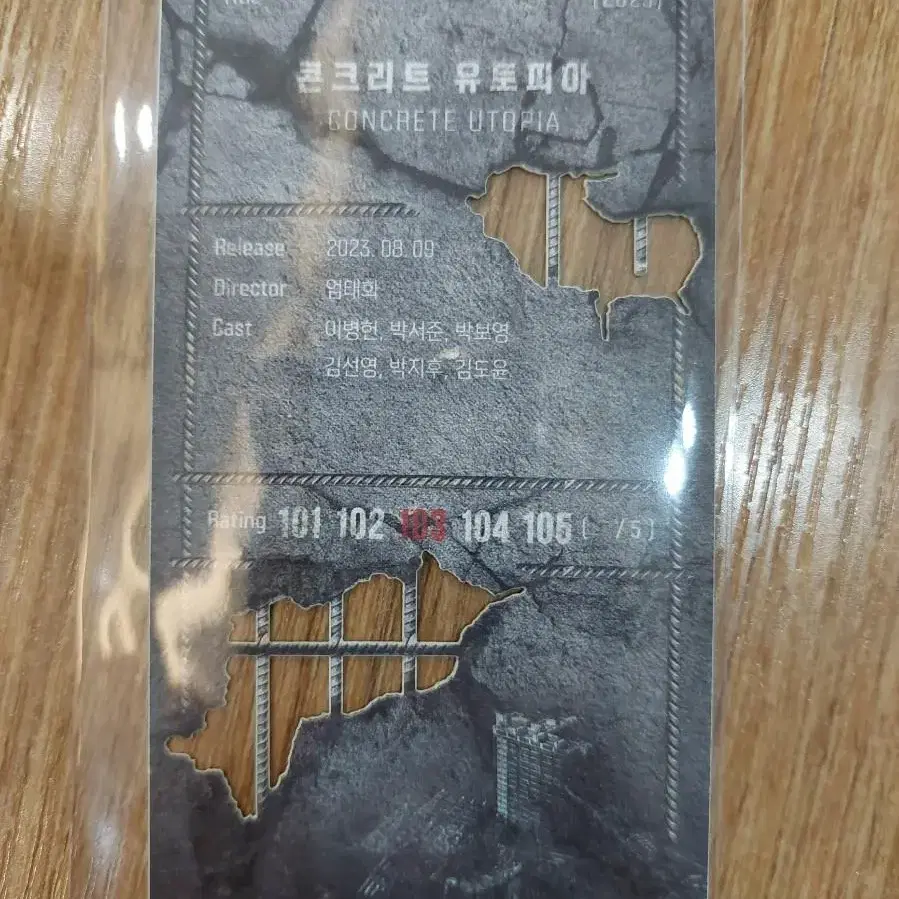 (2023)
콘크리트 유토피아
CONCRETE UTOPIA
Release 2023. 08. 09
Director 엄태화
Cast 이병헌, 박서준, 박보영
김선영, 박지후, 김도윤
Rating 101 102 103 104 105 ( /5)